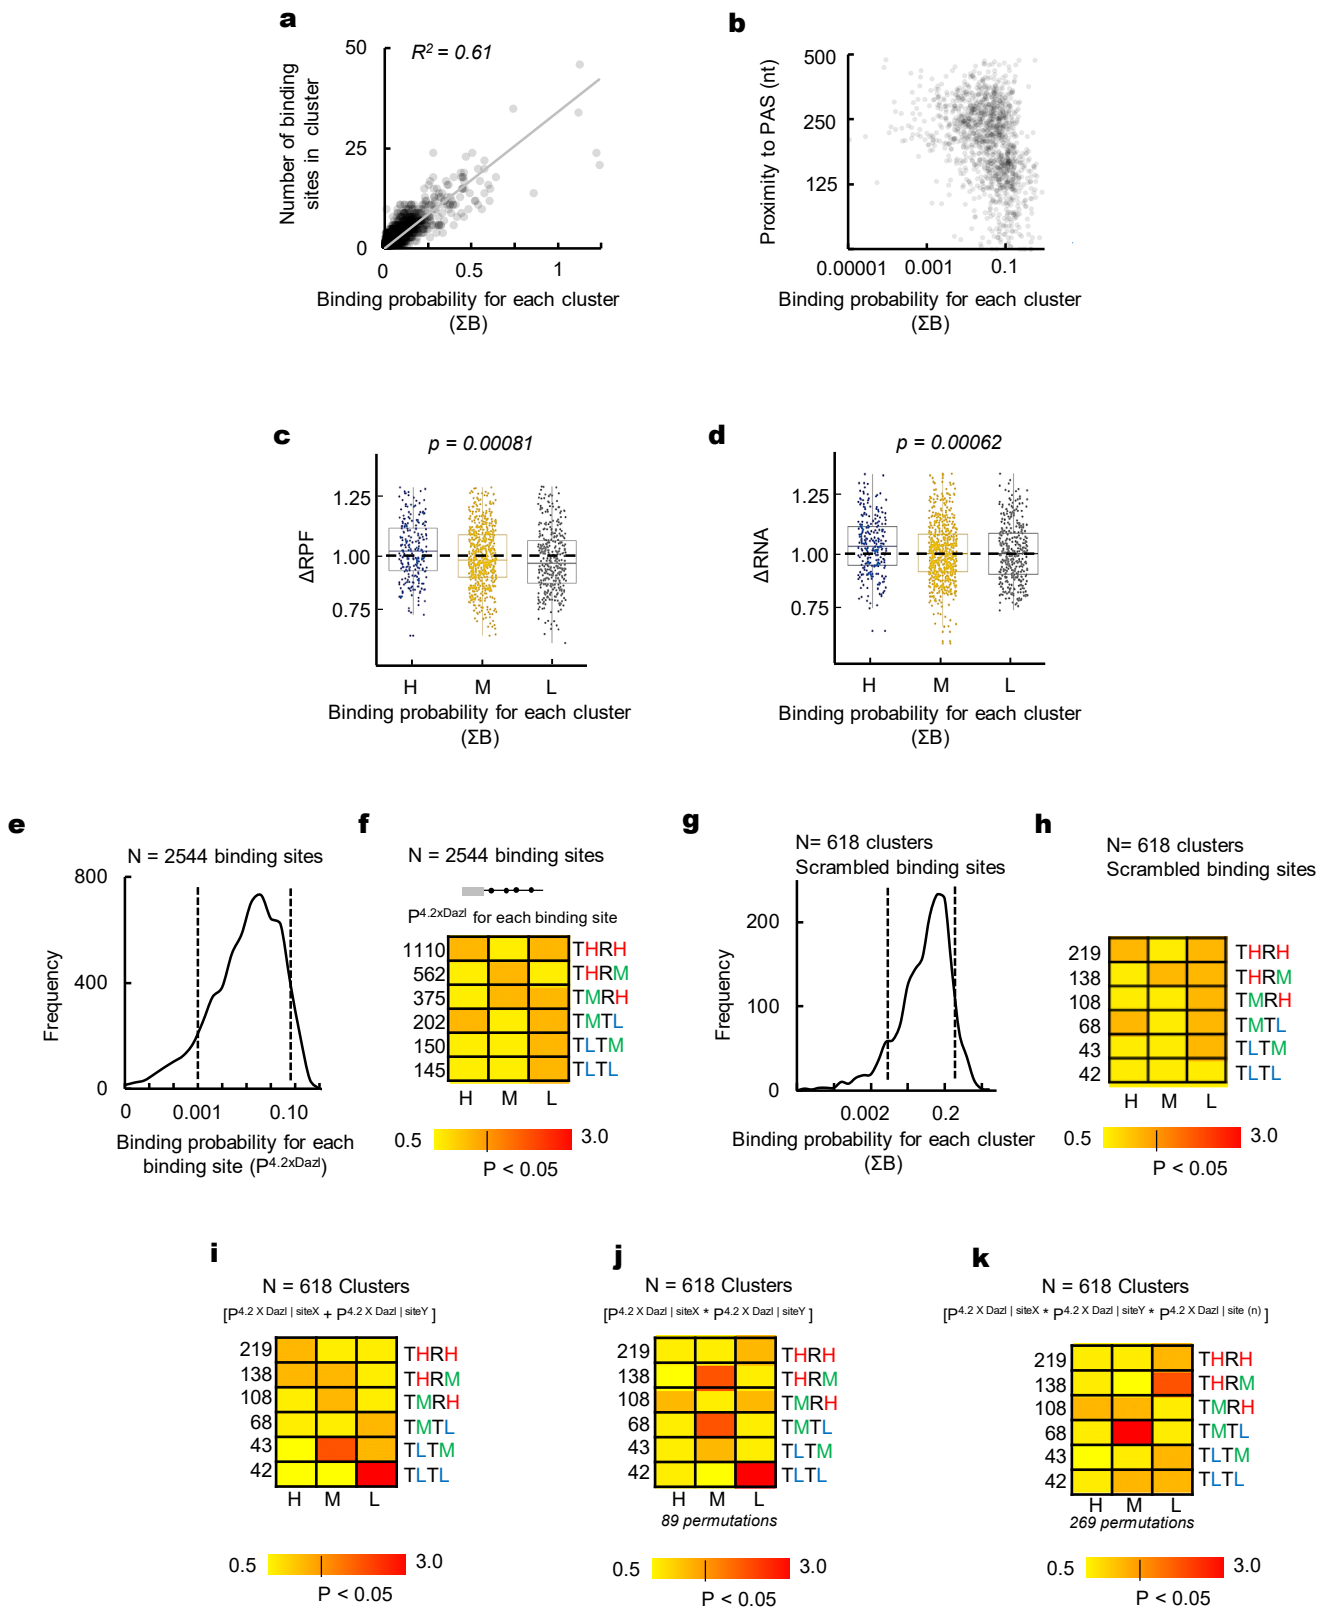 a
R² = 0.61
50
25
0
Number of binding
sites in cluster
0 0.5 1
Binding probability for each cluster
(ΣB)
b
500
250
125
Proximity to PAS (nt)
0.00001 0.001 0.1
Binding probability for each cluster
(ΣB)
c
p = 0.00081
1.25
1.00
0.75
ΔRPF
H M L
Binding probability for each cluster
(ΣB)
d
p = 0.00062
1.25
1.00
0.75
ΔRNA
H M L
Binding probability for each cluster
(ΣB)
e
N = 2544 binding sites
800
400
0
Frequency
0 0.001 0.10
Binding probability for each
binding site (P4.2xDazl)
f
N = 2544 binding sites
P4.2xDazl for each binding site
1110 THRH
562 THRM
375 TMRH
202 TMTL
150 TLTM
145 TLTL
H M L
0.5 3.0
P < 0.05
g
N= 618 clusters
Scrambled binding sites
200
100
0
Frequency
0.002 0.2
Binding probability for each cluster
(ΣB)
h
N= 618 clusters
Scrambled binding sites
219 THRH
138 THRM
108 TMRH
68 TMTL
43 TLTM
42 TLTL
H M L
0.5 3.0
P < 0.05
i
N = 618 Clusters
[P4.2 X Dazl | siteX + P4.2 X Dazl | siteY ]
219 THRH
138 THRM
108 TMRH
68 TMTL
43 TLTM
42 TLTL
H M L
0.5 3.0
P < 0.05
j
N = 618 Clusters
[P4.2 X Dazl | siteX * P4.2 X Dazl | siteY ]
219 THRH
138 THRM
108 TMRH
68 TMTL
43 TLTM
42 TLTL
H M L
89 permutations
0.5 3.0
P < 0.05
k
N = 618 Clusters
[P4.2 X Dazl | siteX * P4.2 X Dazl | siteY * P4.2 X Dazl | site (n) ]
219 THRH
138 THRM
108 TMRH
68 TMTL
43 TLTM
42 TLTL
H M L
269 permutations
0.5 3.0
P < 0.05